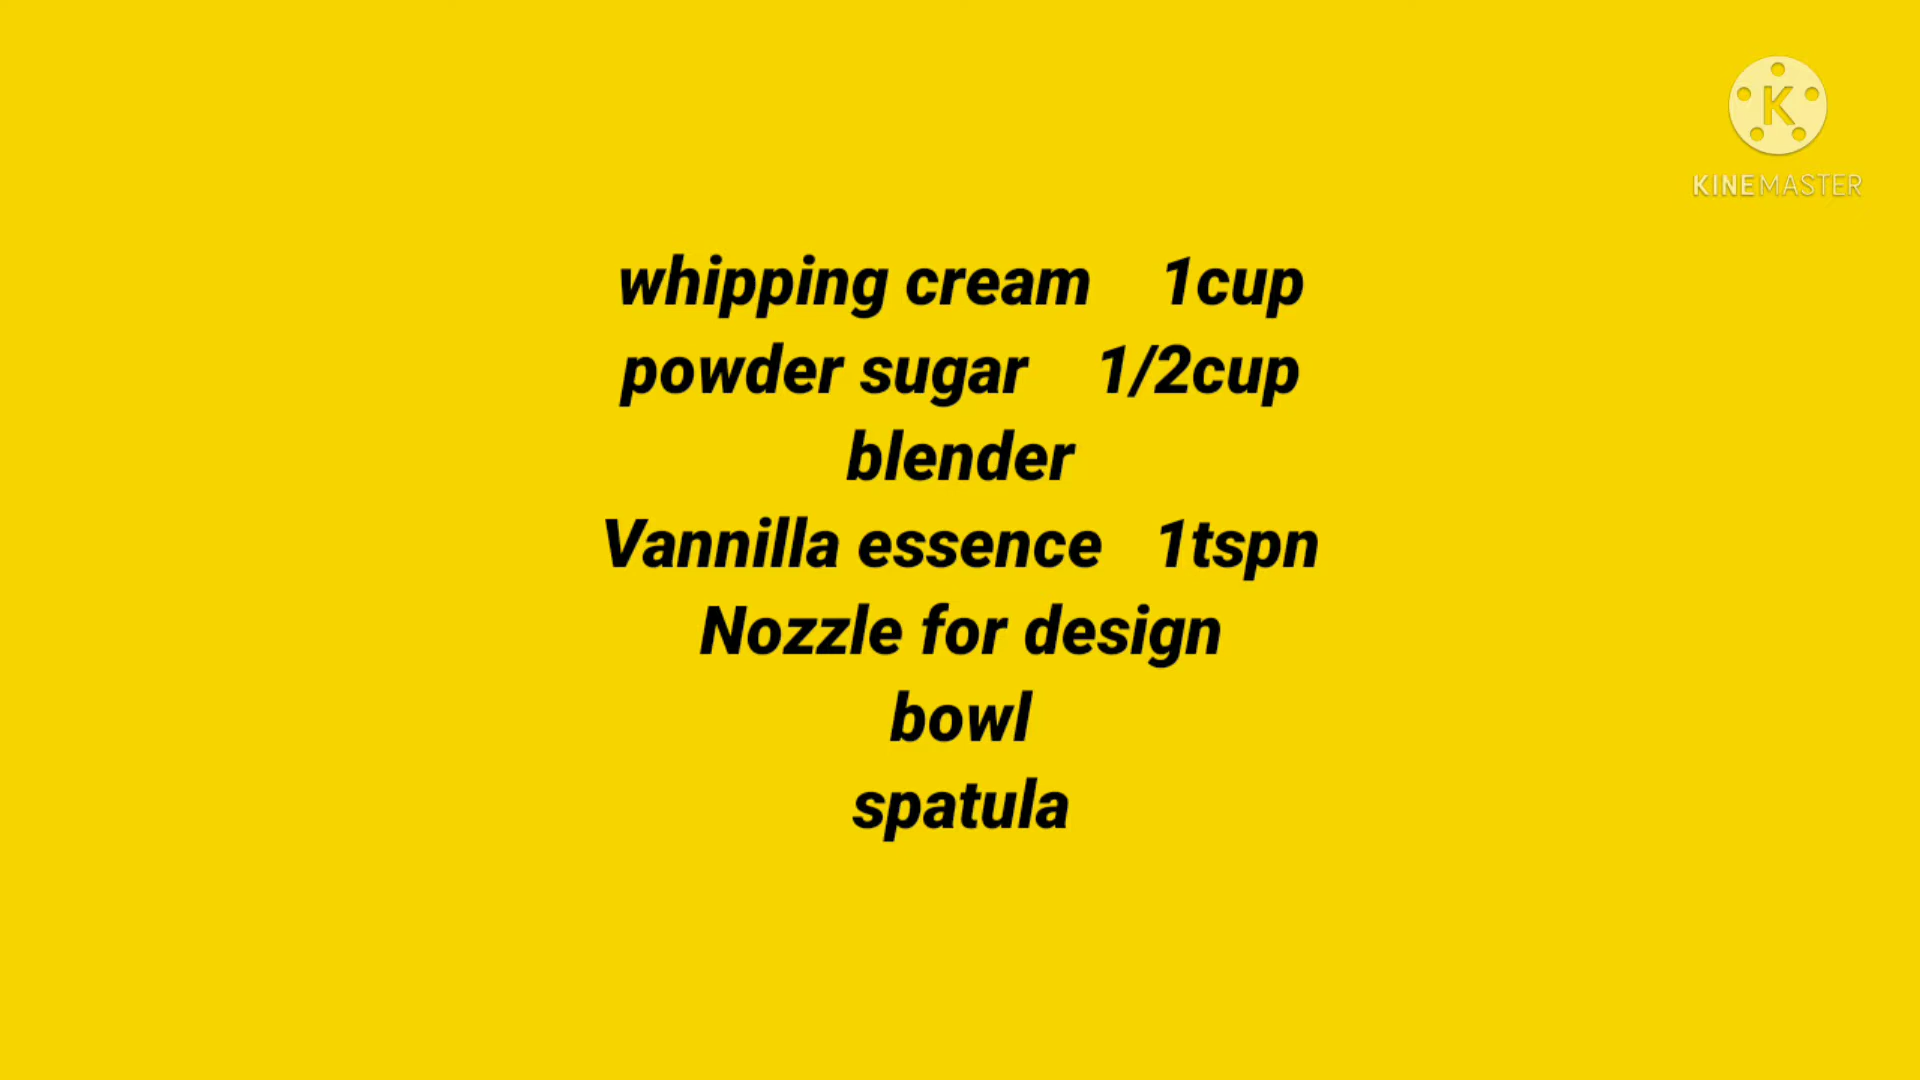 K
KINEMASTER
whipping cream 1cup
powder sugar 1/2cup
blender
Vannilla essence 1tspn
Nozzle for design
bowl
spatula